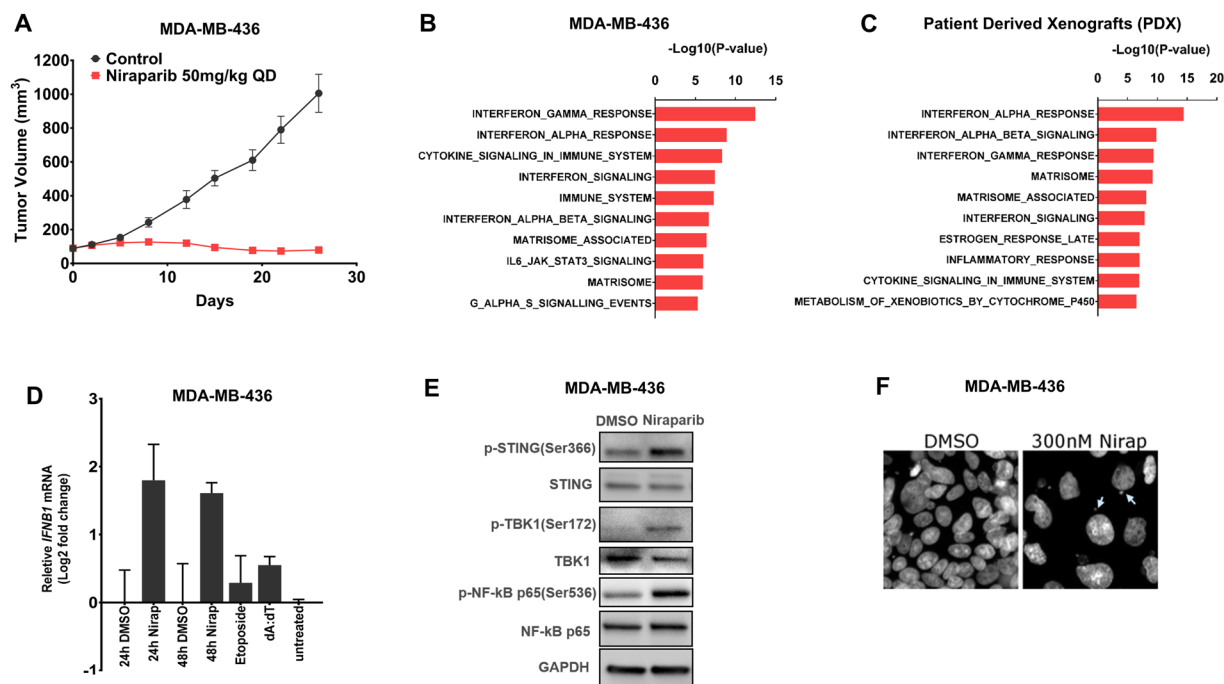 A
MDA-MB-436
Control
Niraparib 50mg/kg QD
Tumor Volume (mm3)
1200
1000
800
600
400
200
0
0 10 20 30
Days
B
MDA-MB-436
-Log10(P-value)
0 5 10 15
INTERFERON_GAMMA_RESPONSE
INTERFERON_ALPHA_RESPONSE
CYTOKINE_SIGNALING_IN_IMMUNE_SYSTEM
INTERFERON_SIGNALING
IMMUNE_SYSTEM
INTERFERON_ALPHA_BETA_SIGNALING
MATRISOME_ASSOCIATED
IL6_JAK_STAT3_SIGNALING
MATRISOME
G_ALPHA_S_SIGNALLING_EVENTS
C
Patient Derived Xenografts (PDX)
-Log10(P-value)
0 5 10 15 20
INTERFERON_ALPHA_RESPONSE
INTERFERON_ALPHA_BETA_SIGNALING
INTERFERON_GAMMA_RESPONSE
MATRISOME
MATRISOME_ASSOCIATED
INTERFERON_SIGNALING
ESTROGEN_RESPONSE_LATE
INFLAMMATORY_RESPONSE
CYTOKINE_SIGNALING_IN_IMMUNE_SYSTEM
METABOLISM_OF_XENOBIOTICS_BY_CYTOCHROME_P450
D
MDA-MB-436
Reletive IFNB1 mRNA
(Log2 fold change)
3
2
1
0
-1
24h DMSO
24h Nirap
48h DMSO
48h Nirap
Etoposide
dA:dT
untreated
E
MDA-MB-436
DMSO Niraparib
p-STING(Ser366)
STING
p-TBK1(Ser172)
TBK1
p-NF-kB p65(Ser536)
NF-kB p65
GAPDH
F
MDA-MB-436
DMSO
300nM Nirap